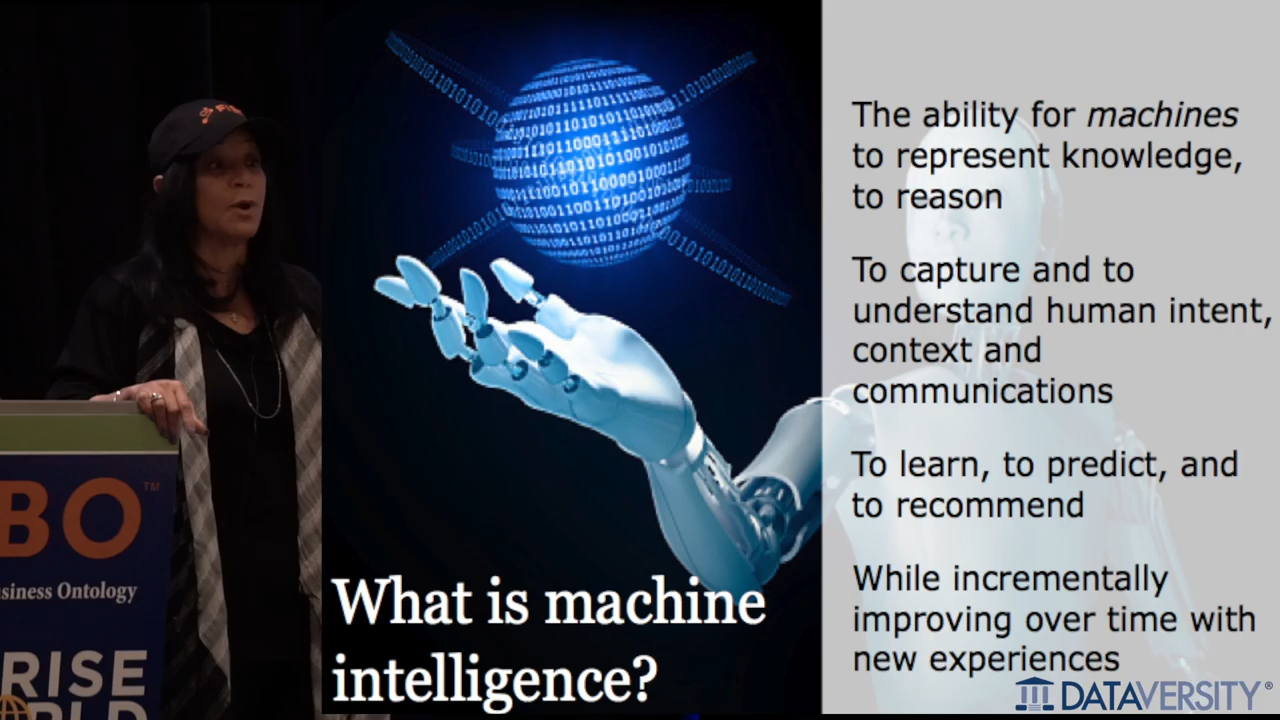 BO™
siness Ontology
RISE
What is machine
intelligence?
The ability for machines
to represent knowledge,
to reason
To capture and to
understand human intent,
context and
communications
To learn, to predict, and
to recommend
While incrementally
improving over time with
new experiences
DATAVERSITY®